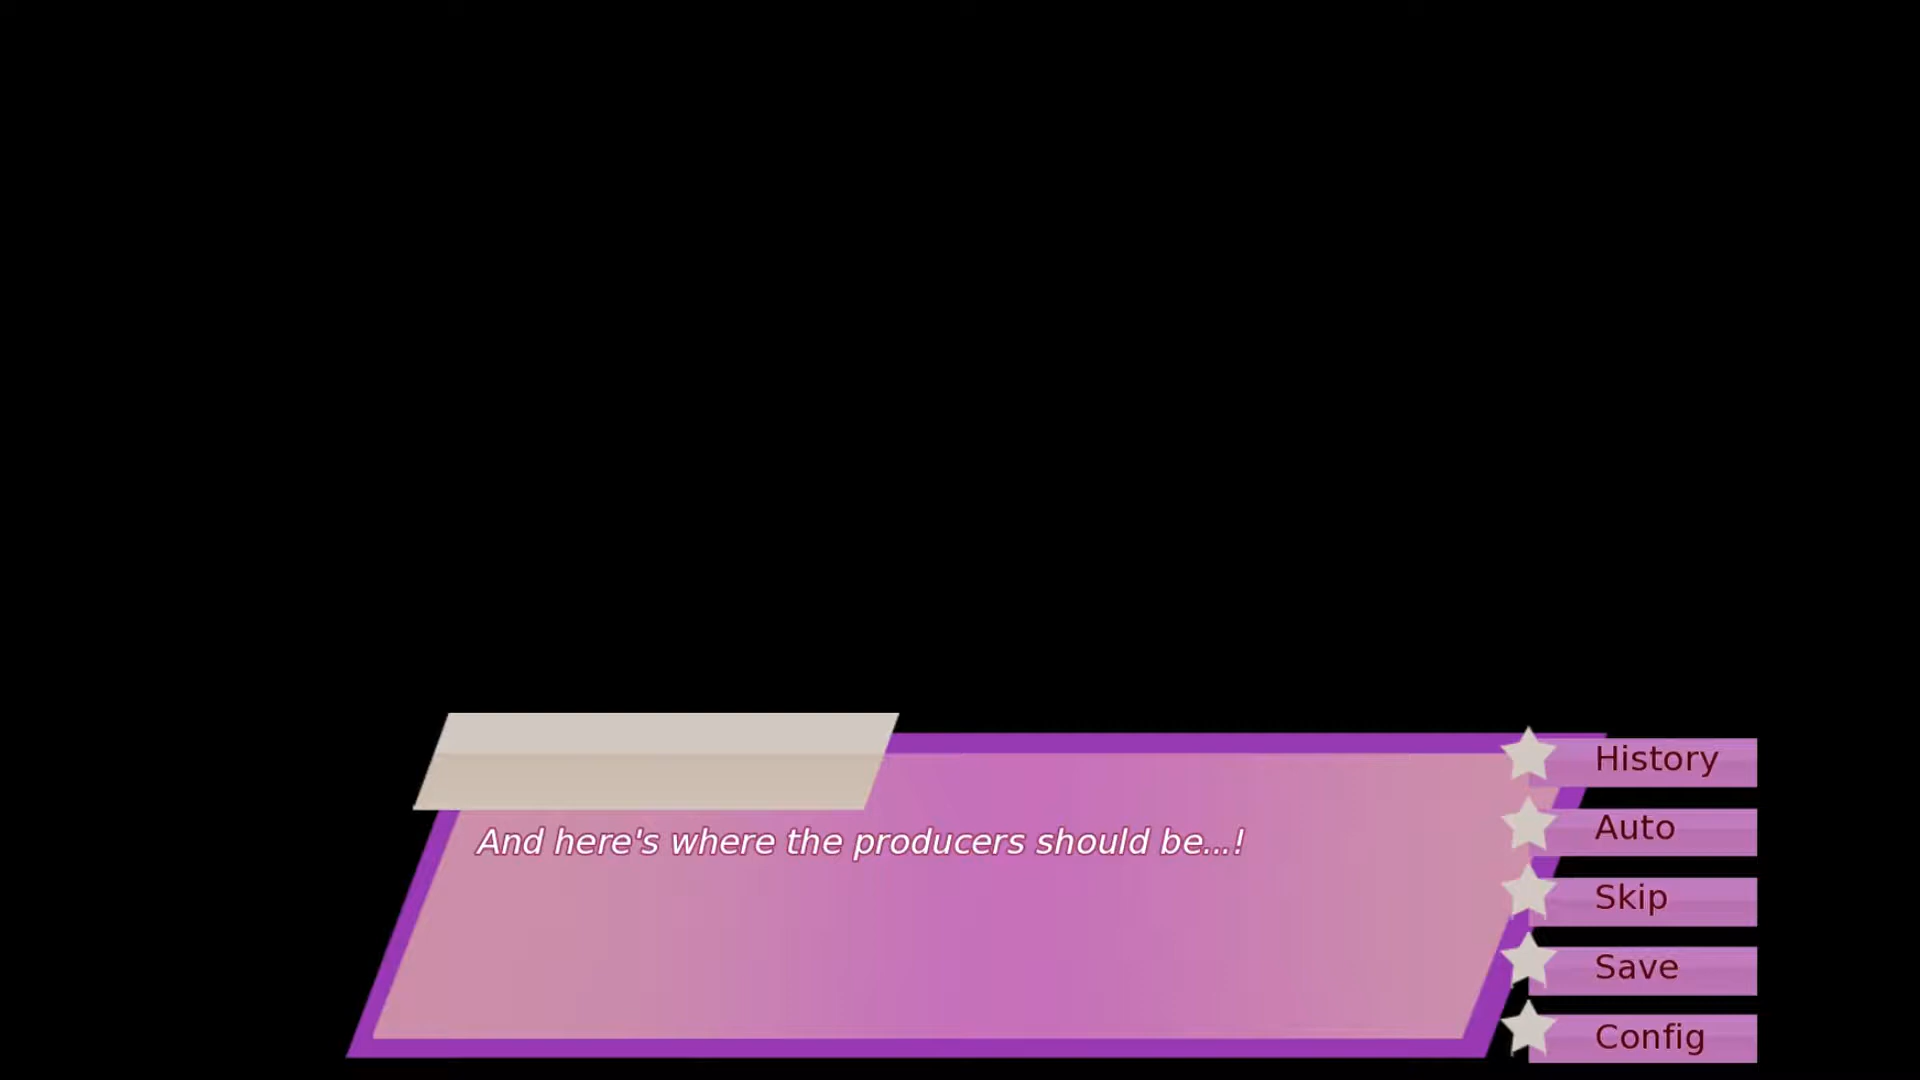 And here's where the producers should be...!
History
Auto
Skip
Save
Config